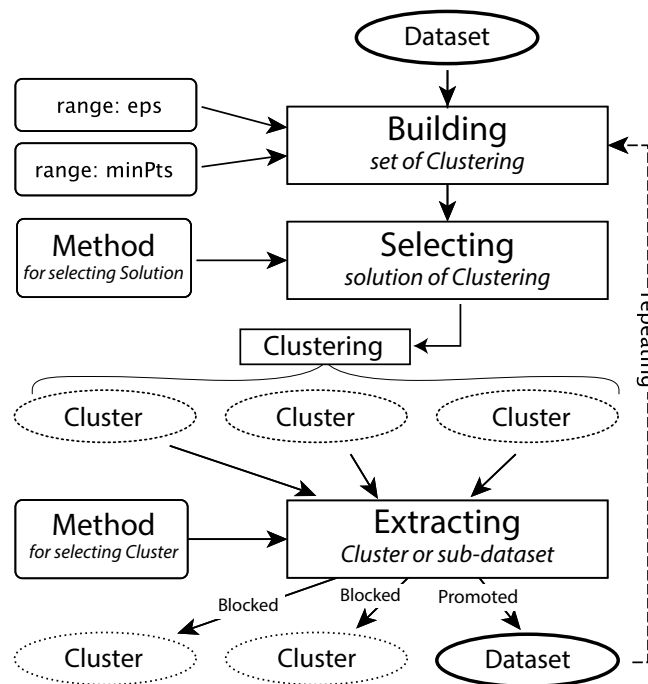 Dataset
range: eps
Building
set of Clustering
range: minPts
Method
for selecting Solution
Selecting
solution of Clustering
repeating
Clustering
Cluster
Cluster
Cluster
Method
for selecting Cluster
Extracting
Cluster or sub-dataset
Blocked
Blocked
Promoted
Cluster
Cluster
Dataset